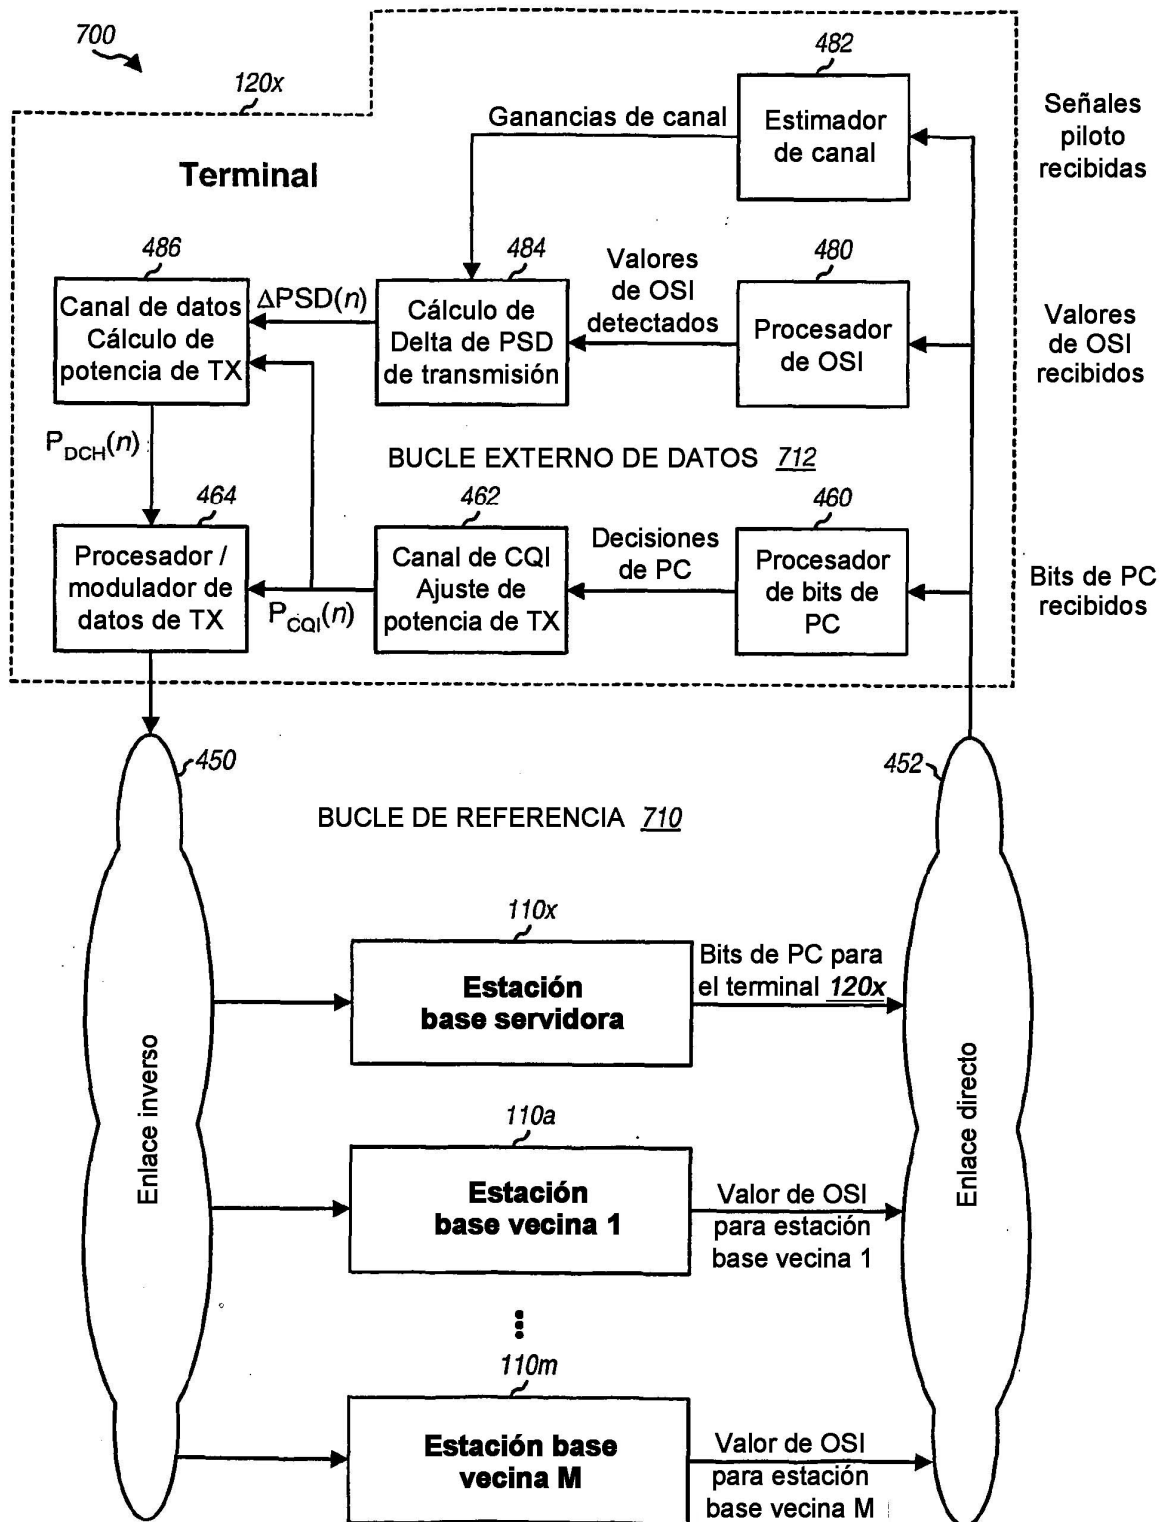 700
120x
Terminal
482
Estimador
de canal
Ganancias de canal
Señales
piloto
recibidas
486
Canal de datos
Cálculo de
potencia de TX
ΔPSD(n)
484
Cálculo de
Delta de PSD
de transmisión
Valores
de OSI
detectados
480
Procesador
de OSI
Valores
de OSI
recibidos
P_DCH(n)
BUCLE EXTERNO DE DATOS 712
464
Procesador /
modulador de
datos de TX
P_CQI(n)
462
Canal de CQI
Ajuste de
potencia de TX
Decisiones
de PC
460
Procesador
de bits de
PC
Bits de PC
recibidos
450
452
BUCLE DE REFERENCIA 710
Enlace inverso
Enlace directo
110x
Estación
base servidora
Bits de PC para
el terminal 120x
110a
Estación
base vecina 1
Valor de OSI
para estación
base vecina 1
110m
Estación base
vecina M
Valor de OSI
para estación
base vecina M